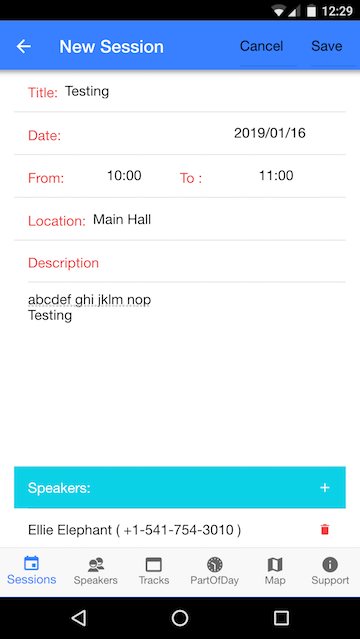 12:29
New Session Cancel Save
Title: Testing
Date: 2019/01/16
From: 10:00 To : 11:00
Location: Main Hall
Description
abcdef ghi jklm nop
Testing
Speakers: +
Ellie Elephant ( +1-541-754-3010 )
Sessions Speakers Tracks PartOfDay Map Support